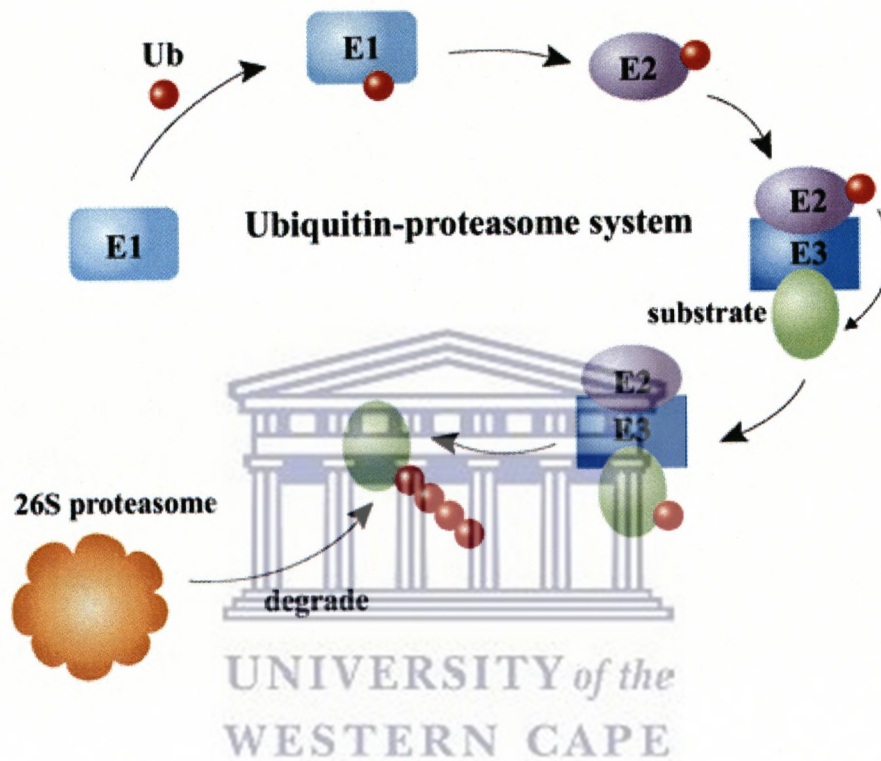 Ub
E1
E2
E1
Ubiquitin-proteasome system
E2
E3
substrate
E2
E3
26S proteasome
degrade
UNIVERSITY of the
WESTERN CAPE